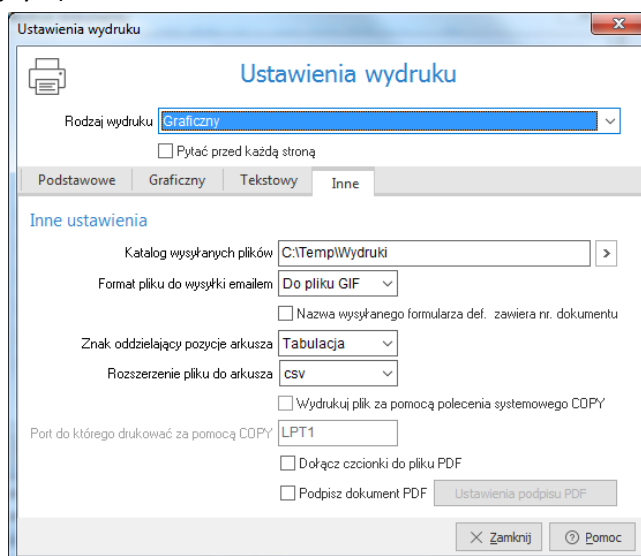 Ustawienia wydruku
Ustawienia wydruku
Rodzaj wydruku Graficzny
Pytać przed każdą stroną
Podstawowe Graficzny Tekstowy Inne
Inne ustawienia
Katalog wysyłanych plików C:\Temp\Wydruki
Format pliku do wysyłki emailem Do pliku GIF
Nazwa wysyłanego formularza def. zawiera nr. dokumentu
Znak oddzielający pozycje arkusza Tabulacja
Rozszerzenie pliku do arkusza csv
Wydrukuj plik za pomocą polecenia systemowego COPY
Port do którego drukować za pomocą COPY LPT1
Dołącz czcionki do pliku PDF
Podpisz dokument PDF Ustawienia podpisu PDF
Zamknij Pomoc